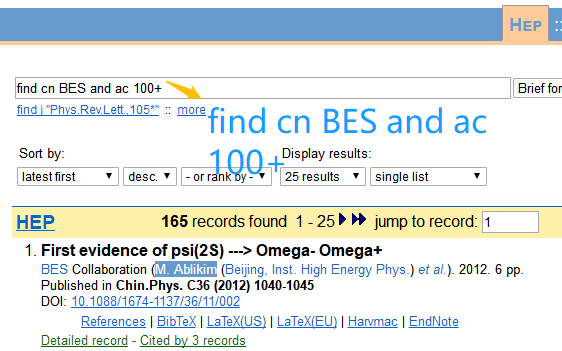 HEP ::
find cn BES and ac 100+ Brief for
find j "Phys.Rev.Lett.,105*" :: more
find cn BES and ac
100+
Sort by: Display results:
latest first desc. - or rank by - 25 results single list
HEP 165 records found 1 - 25 jump to record: 1
1. First evidence of psi(2S) ---> Omega- Omega+
BES Collaboration (M. Ablikim (Beijing, Inst. High Energy Phys.) et al.). 2012. 6 pp.
Published in Chin.Phys. C36 (2012) 1040-1045
DOI: 10.1088/1674-1137/36/11/002
References | BibTeX | LaTeX(US) | LaTeX(EU) | Harvmac | EndNote
Detailed record - Cited by 3 records